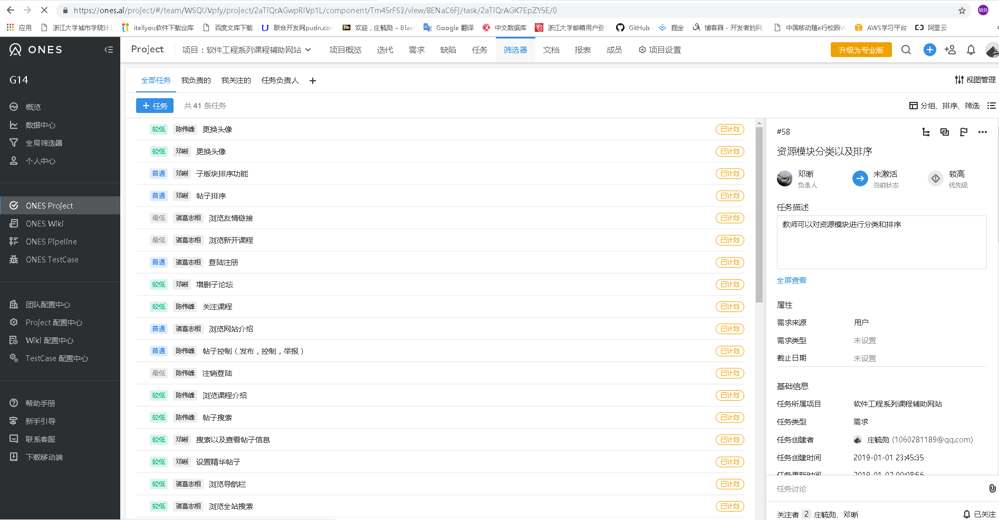 https://ones.ai/project/#/team/WSQUVpfy/project/2aTiQrAGwpRIVp1L/component/Tm45rFS3/view/8ENaC6Fj/task/2aTiQrAGK7EpZY5E/0
毓勋
应用 浙江大学城市学院计 itellyou软件下载仓库 百度文库下载 联合开发网pudn.con 欢迎，庄毓勋 – Blac Google 翻译 中文数据库 浙江大学邮箱用户登 GitHub 掘金 博客园 - 开发者的网 中国移动随e行校园W AWS学习平台 阿里云
ONES
Project 项目：软件工程系列课程辅助网站 项目概览 迭代 需求 缺陷 任务 筛选器 文档 报表 成员 项目设置 升级为专业版
G14
概览
数据中心
全局筛选器
个人中心
ONES Project
ONES Wiki
ONES Pipeline
ONES TestCase
团队配置中心
Project 配置中心
Wiki 配置中心
TestCase 配置中心
帮助手册
新手引导
联系客服
下载移动端
全部任务 我负责的 我关注的 任务负责人 + 视图管理
+ 任务 共 41 条任务 分组、排序、筛选
较低 陈伟峰 更换头像 已计划
较低 邓晰 更换头像 已计划
普通 邓晰 子版块排序功能 已计划
普通 邓晰 帖子排序 已计划
最低 诸葛志相 浏览友情链接 已计划
最低 诸葛志相 浏览新开课程 已计划
普通 诸葛志相 登陆注册 已计划
较低 邓晰 增删子论坛 已计划
较低 陈伟峰 关注课程 已计划
普通 诸葛志相 浏览网站介绍 已计划
普通 陈伟峰 帖子控制（发布，控制，举报） 已计划
最低 陈伟峰 注销登陆 已计划
较低 陈伟峰 浏览课程介绍 已计划
较低 陈伟峰 帖子搜索 已计划
较低 邓晰 搜索以及查看帖子信息 已计划
较低 邓晰 设置精华帖子 已计划
较低 诸葛志相 浏览导航栏 已计划
较低 诸葛志相 浏览全站搜索 已计划
#58
资源模块分类以及排序
邓晰 未激活 较高
负责人 当前状态 优先级
任务描述
教师可以对资源模块进行分类和排序
全屏查看
属性
需求来源 用户
需求类型 未设置
截止日期 未设置
基础信息
任务所属项目 软件工程系列课程辅助网站
任务类型 需求
任务创建者 庄毓勋 (1060281189@qq.com)
任务创建时间 2019-01-01 23:45:35
任务更新时间 2019-01-02 00:08:56
任务讨论
关注者 2 庄毓勋、邓晰 已关注